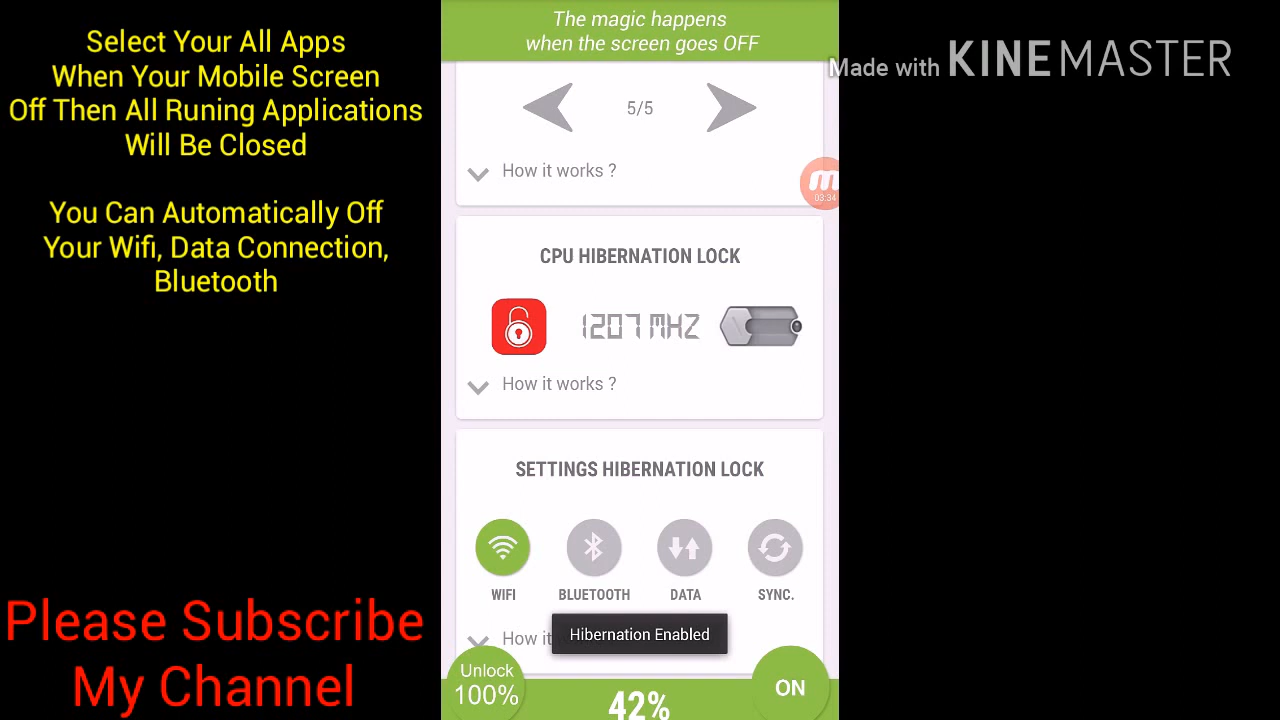 Select Your All Apps
When Your Mobile Screen
Off Then All Runing Applications
Will Be Closed
You Can Automatically Off
Your Wifi, Data Connection,
Bluetooth
Please Subscribe
My Channel
The magic happens
when the screen goes OFF
5/5
How it works ?
03:34
CPU HIBERNATION LOCK
1207 MHZ
How it works ?
SETTINGS HIBERNATION LOCK
WIFI
BLUETOOTH
DATA
SYNC.
How it
Hibernation Enabled
Unlock
100%
42%
ON
Made with KINEMASTER